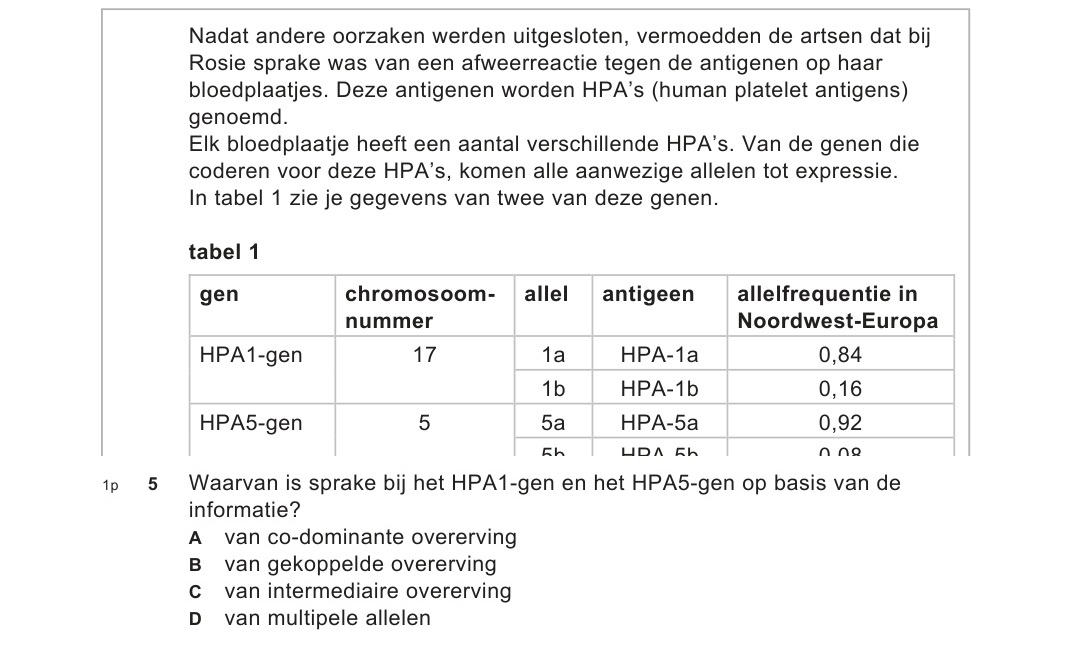 Nadat andere oorzaken werden uitgesloten, vermoedden de artsen dat bij
Rosie sprake was van een afweerreactie tegen de antigenen op haar
bloedplaatjes. Deze antigenen worden HPA's (human platelet antigens)
genoemd.
Elk bloedplaatje heeft een aantal verschillende HPA's. Van de genen die
coderen voor deze HPA's, komen alle aanwezige allelen tot expressie.
In tabel 1 zie je gegevens van twee van deze genen.
tabel 1
gen chromosoom- allel antigeen allelfrequentie in
nummer Noordwest-Europa
HPA1-gen 17 1a HPA-1a 0,84
1b HPA-1b 0,16
HPA5-gen 5 5a HPA-5a 0,92
5b HPA-5b 0,08
1p 5 Waarvan is sprake bij het HPA1-gen en het HPA5-gen op basis van de
informatie?
A van co-dominante overerving
B van gekoppelde overerving
C van intermediaire overerving
D van multipele allelen